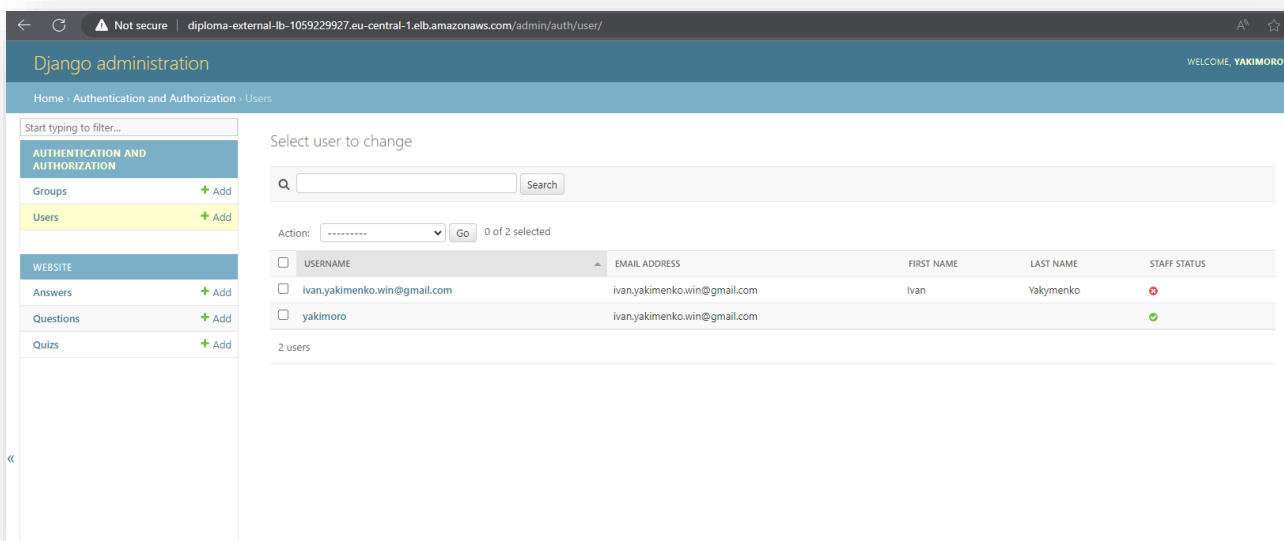 Not secure | diploma-external-lb-1059229927.eu-central-1.elb.amazonaws.com/admin/auth/user/
Django administration
WELCOME, YAKIMORO
Home › Authentication and Authorization › Users
Start typing to filter...
AUTHENTICATION AND
AUTHORIZATION
Groups + Add
Users + Add
WEBSITE
Answers + Add
Questions + Add
Quizs + Add
«
Select user to change
Search
Action: --------- Go 0 of 2 selected
USERNAME EMAIL ADDRESS FIRST NAME LAST NAME STAFF STATUS
ivan.yakimenko.win@gmail.com ivan.yakimenko.win@gmail.com Ivan Yakymenko
yakimoro ivan.yakimenko.win@gmail.com
2 users